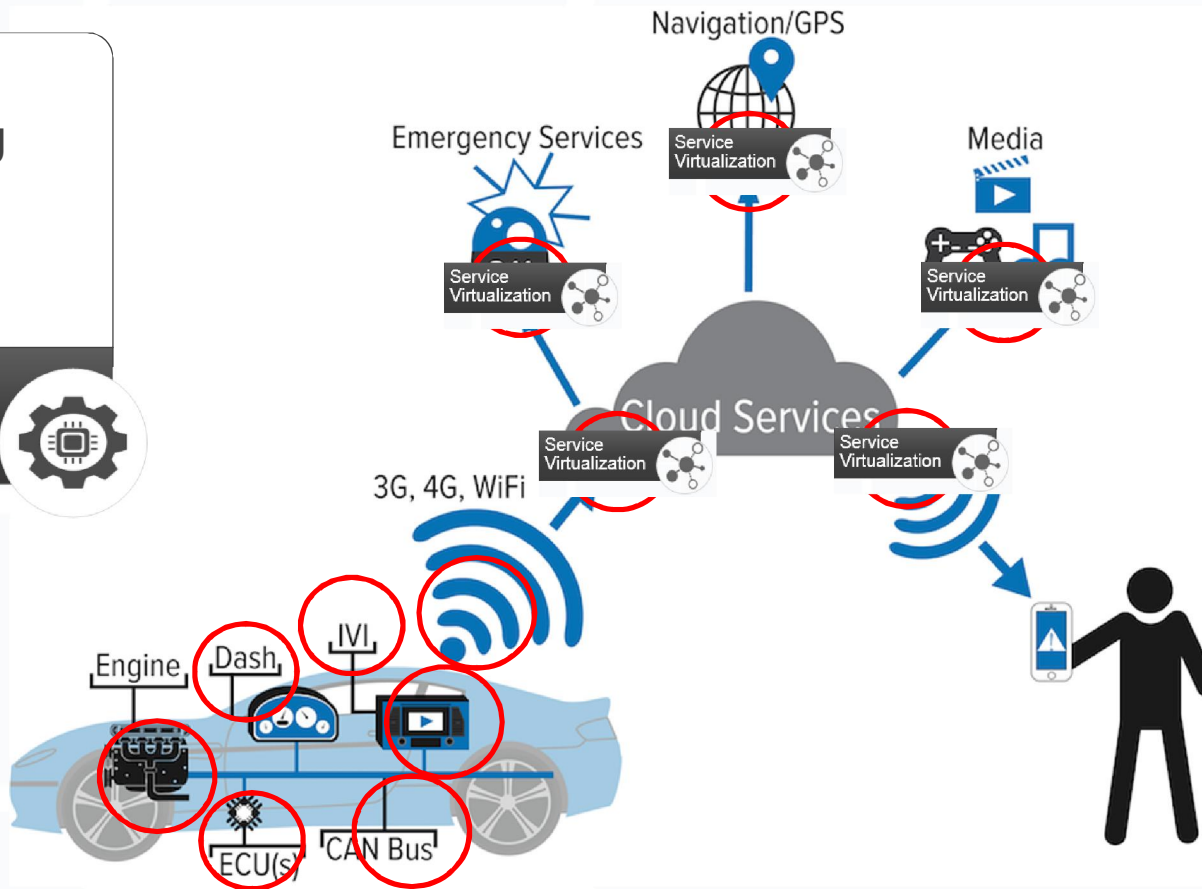 Navigation/GPS
Service
Virtualization
Emergency Services
Media
Service
Virtualization
Service
Virtualization
Cloud Services
Service
Virtualization
Service
Virtualization
3G, 4G, WiFi
IVI
Dash
Engine
ECU(s)
CAN Bus